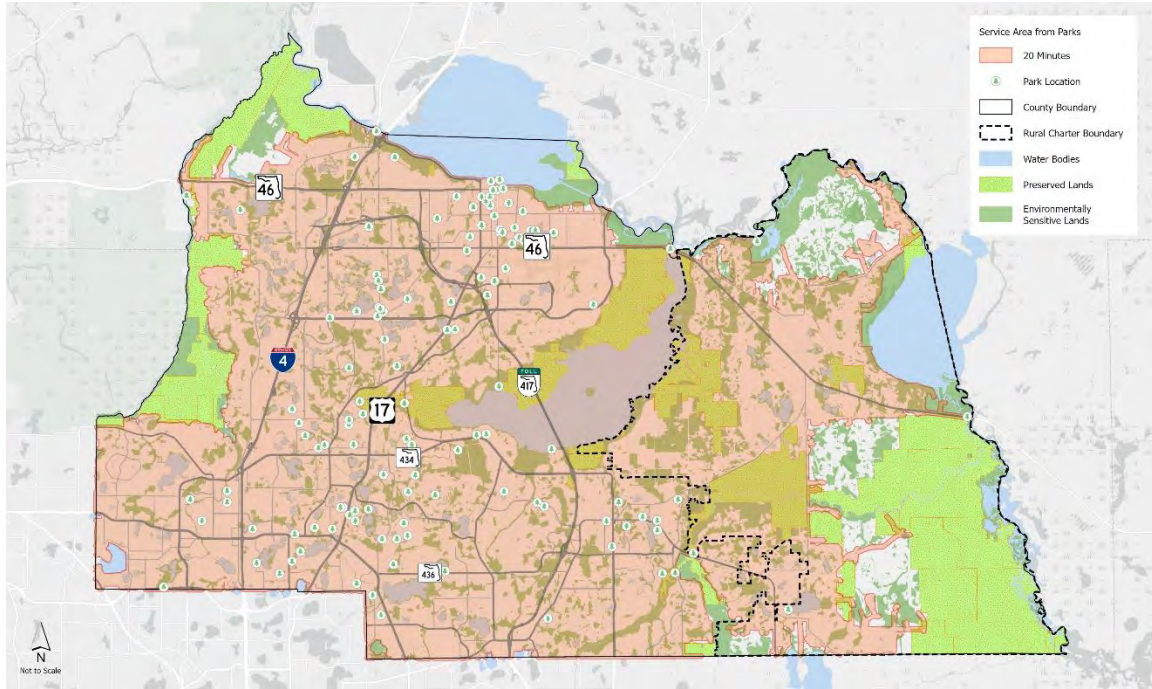 Service Area from Parks
20 Minutes
Park Location
County Boundary
Rural Charter Boundary
Water Bodies
Preserved Lands
Environmentally
Sensitive Lands
46
46
4
TOLL
417
17
434
436
N
Not to Scale